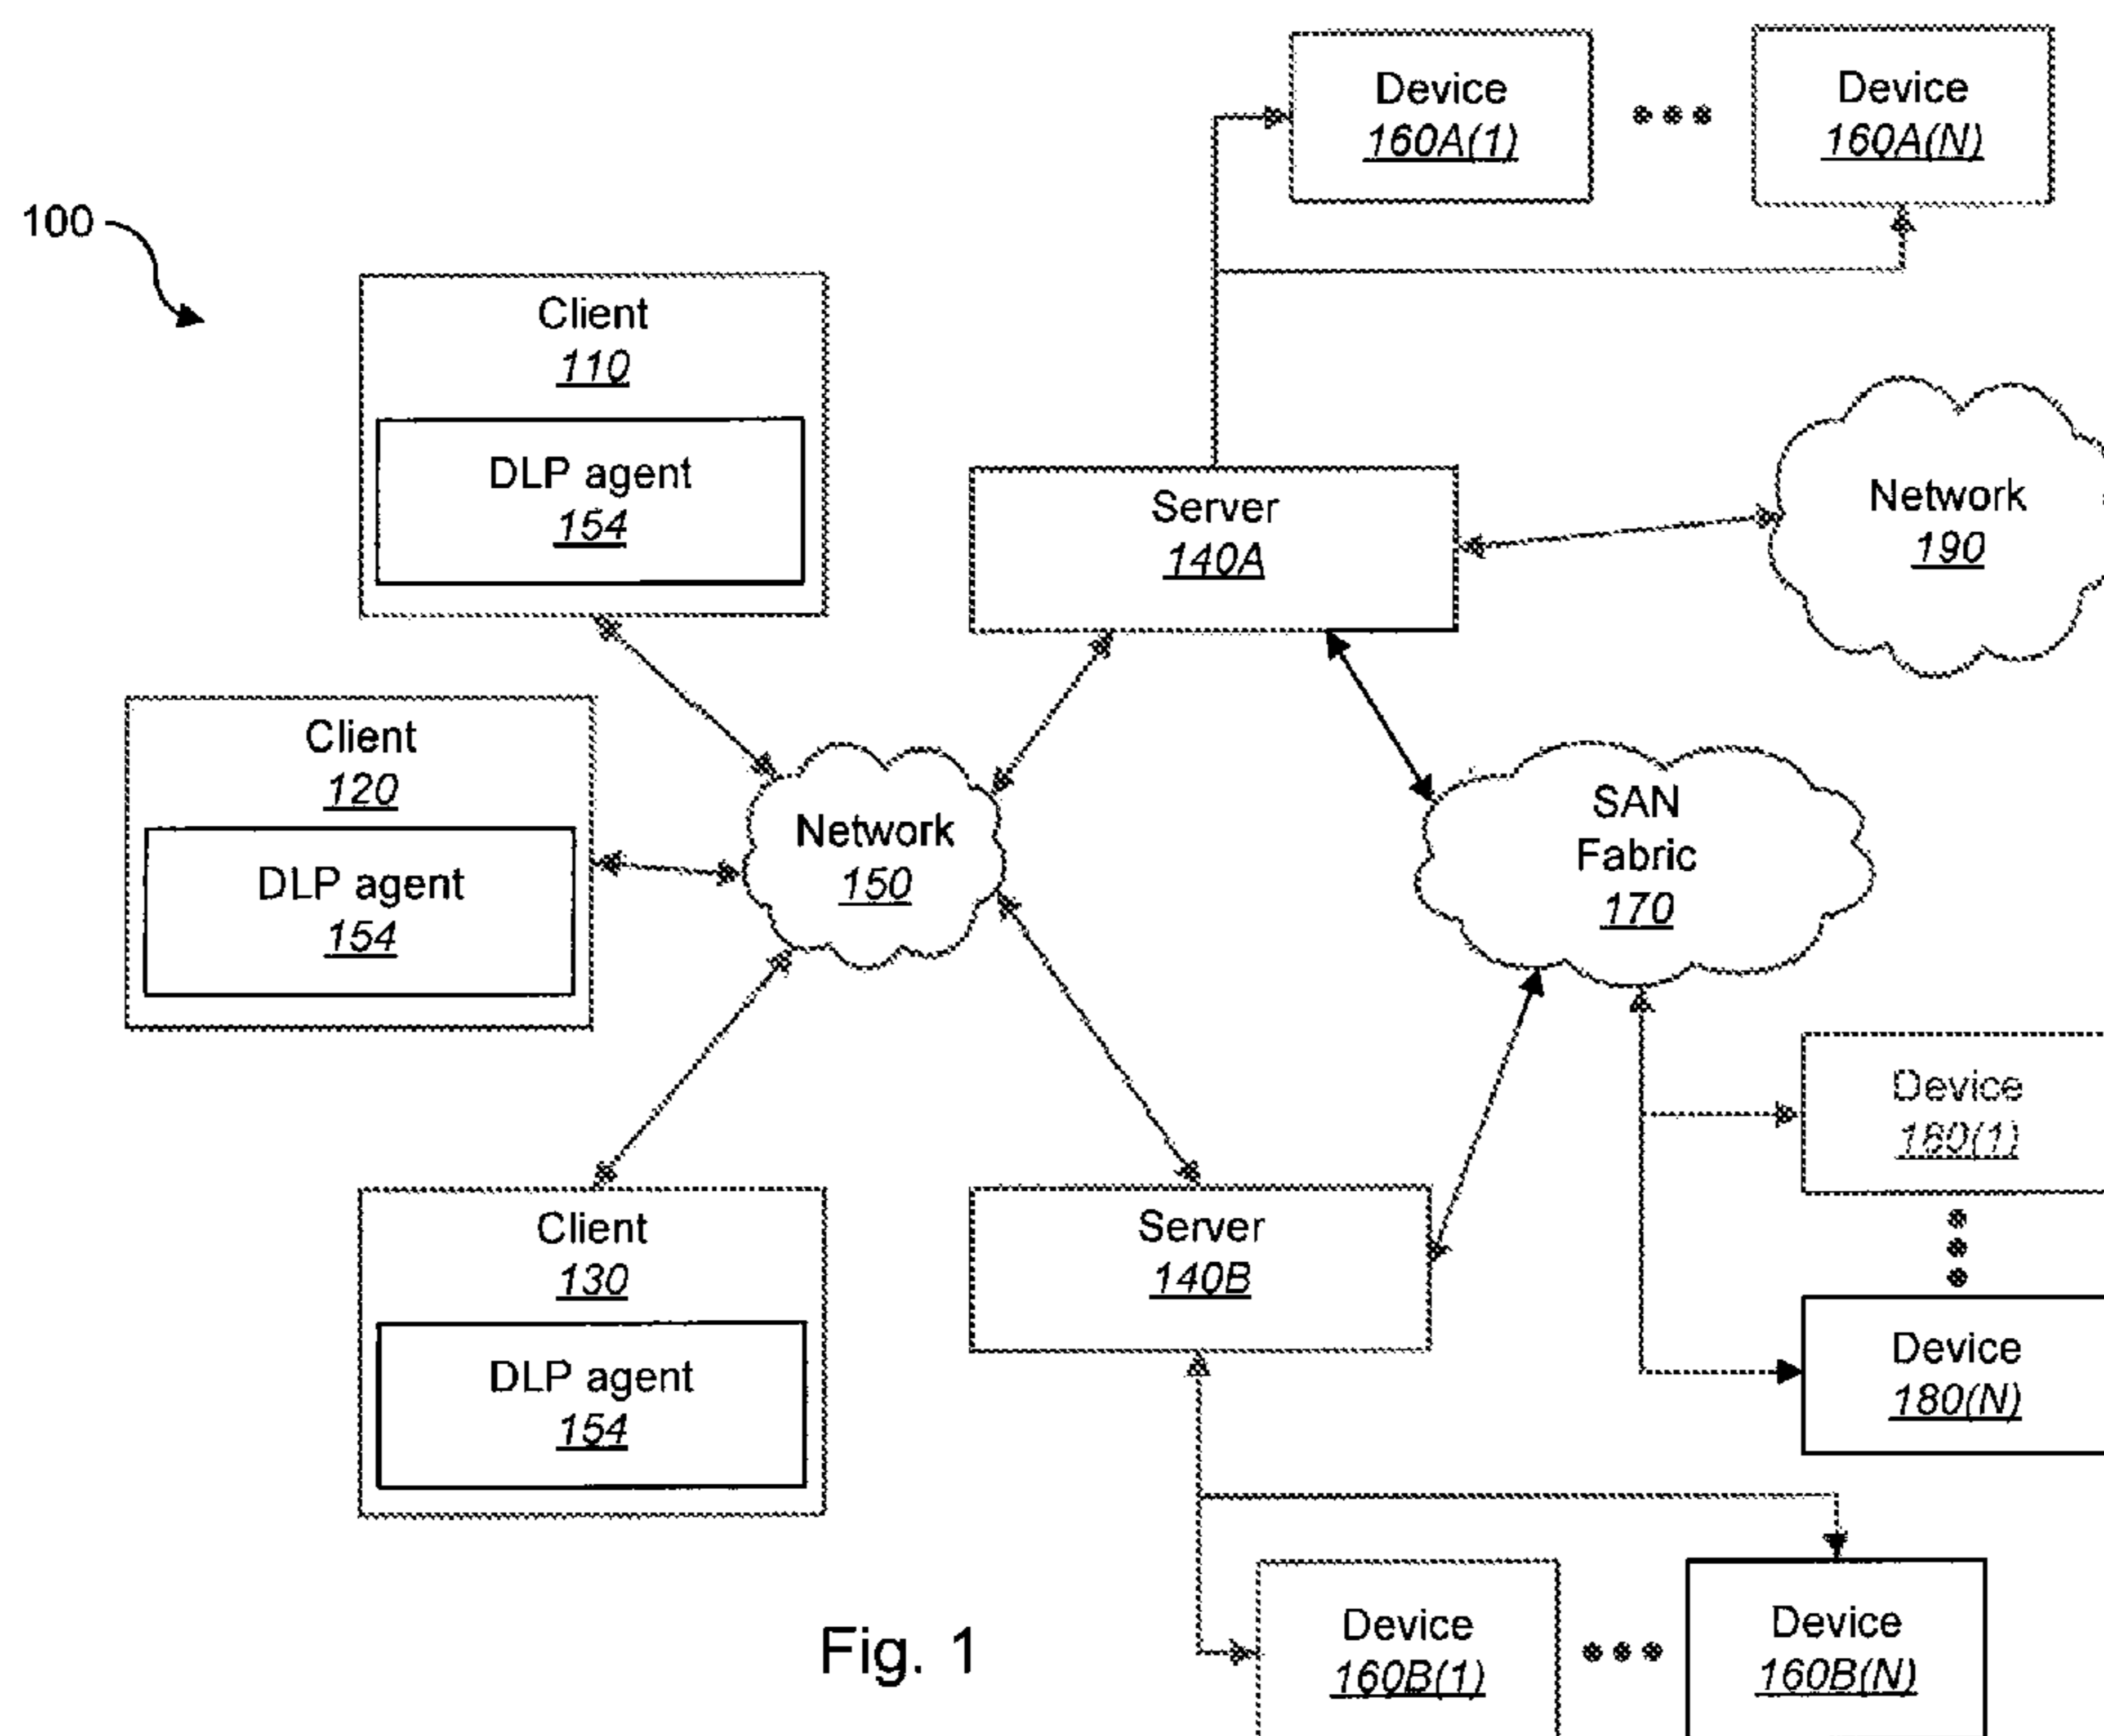 Device
160A(1)
Device
160A(N)
100
Client
110
DLP agent
154
Server
140A
Network
190
Client
120
DLP agent
154
Network
150
SAN
Fabric
170
Device
180(1)
Client
130
DLP agent
154
Server
140B
Device
180(N)
Device
160B(1)
Device
160B(N)
Fig. 1